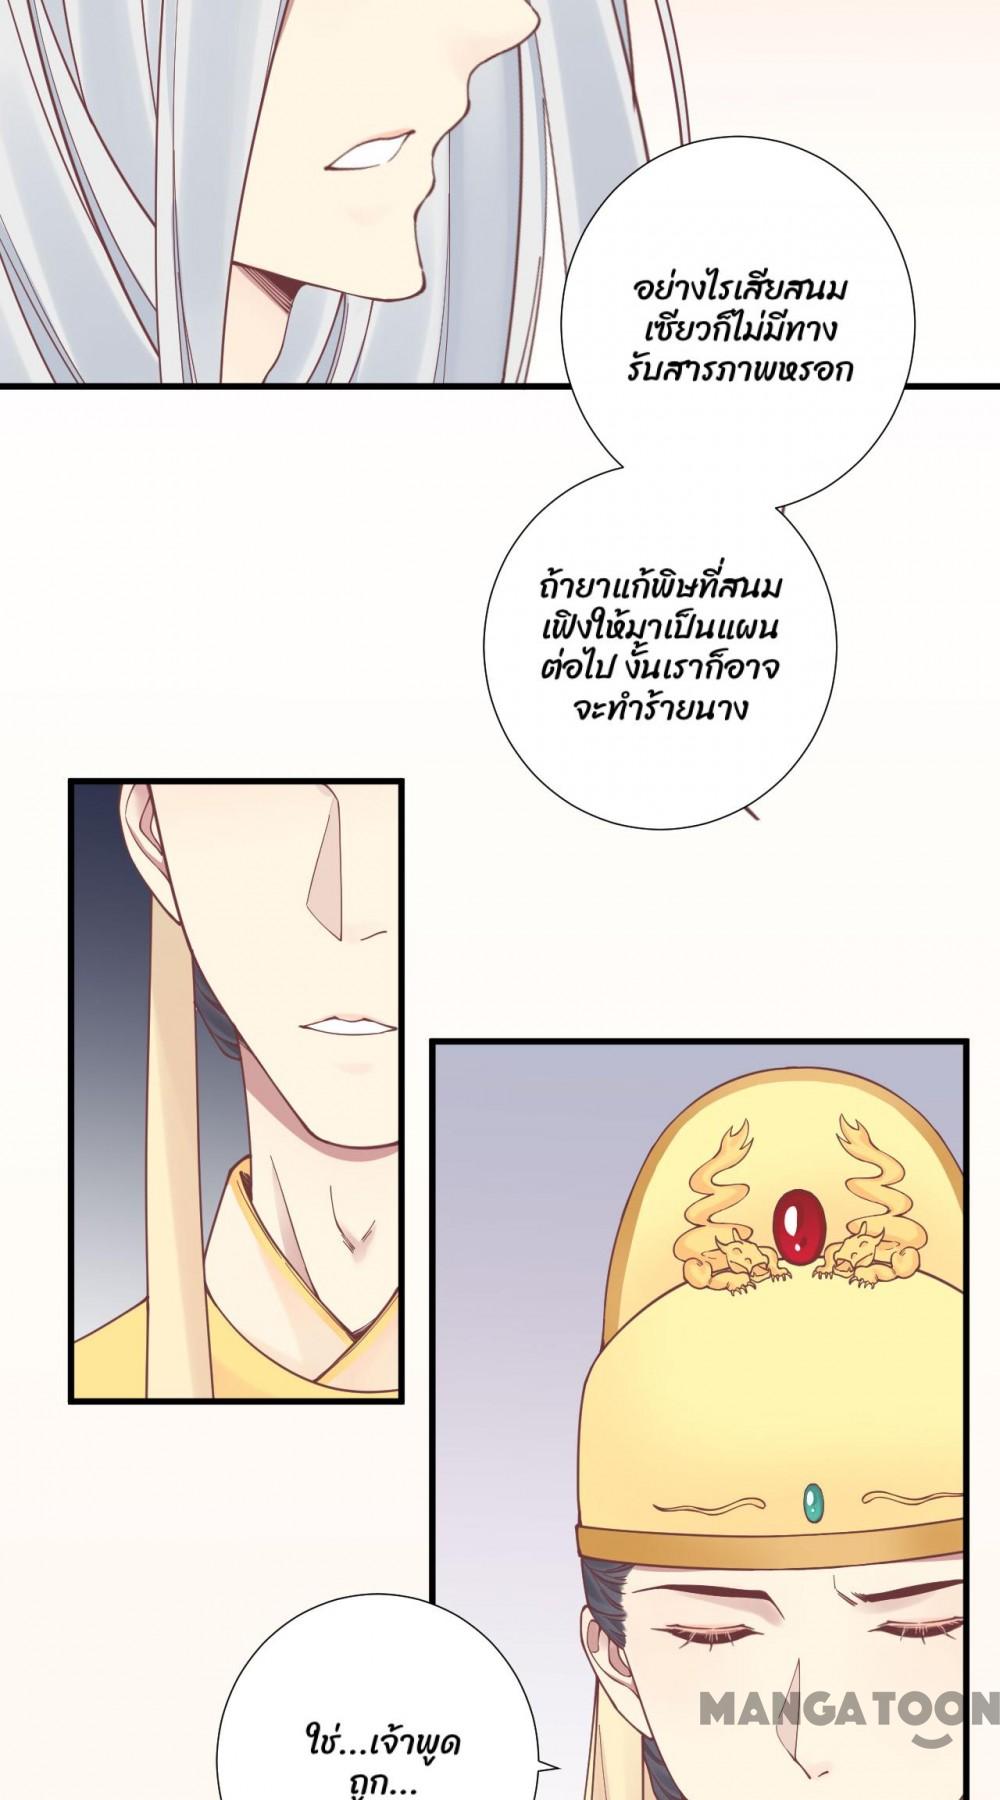 อย่างไรเสียสนม
เซียวก็ไม่มีทาง
รับสารภาพหรอก
ถ้ายาแก้พิษที่สนม
เฟิงให้มาเป็นแผน
ต่อไป งั้นเราก็อาจ
จะทำร้ายนาง
ใช่...เจ้าพูด
ถูก...
MANGATOON